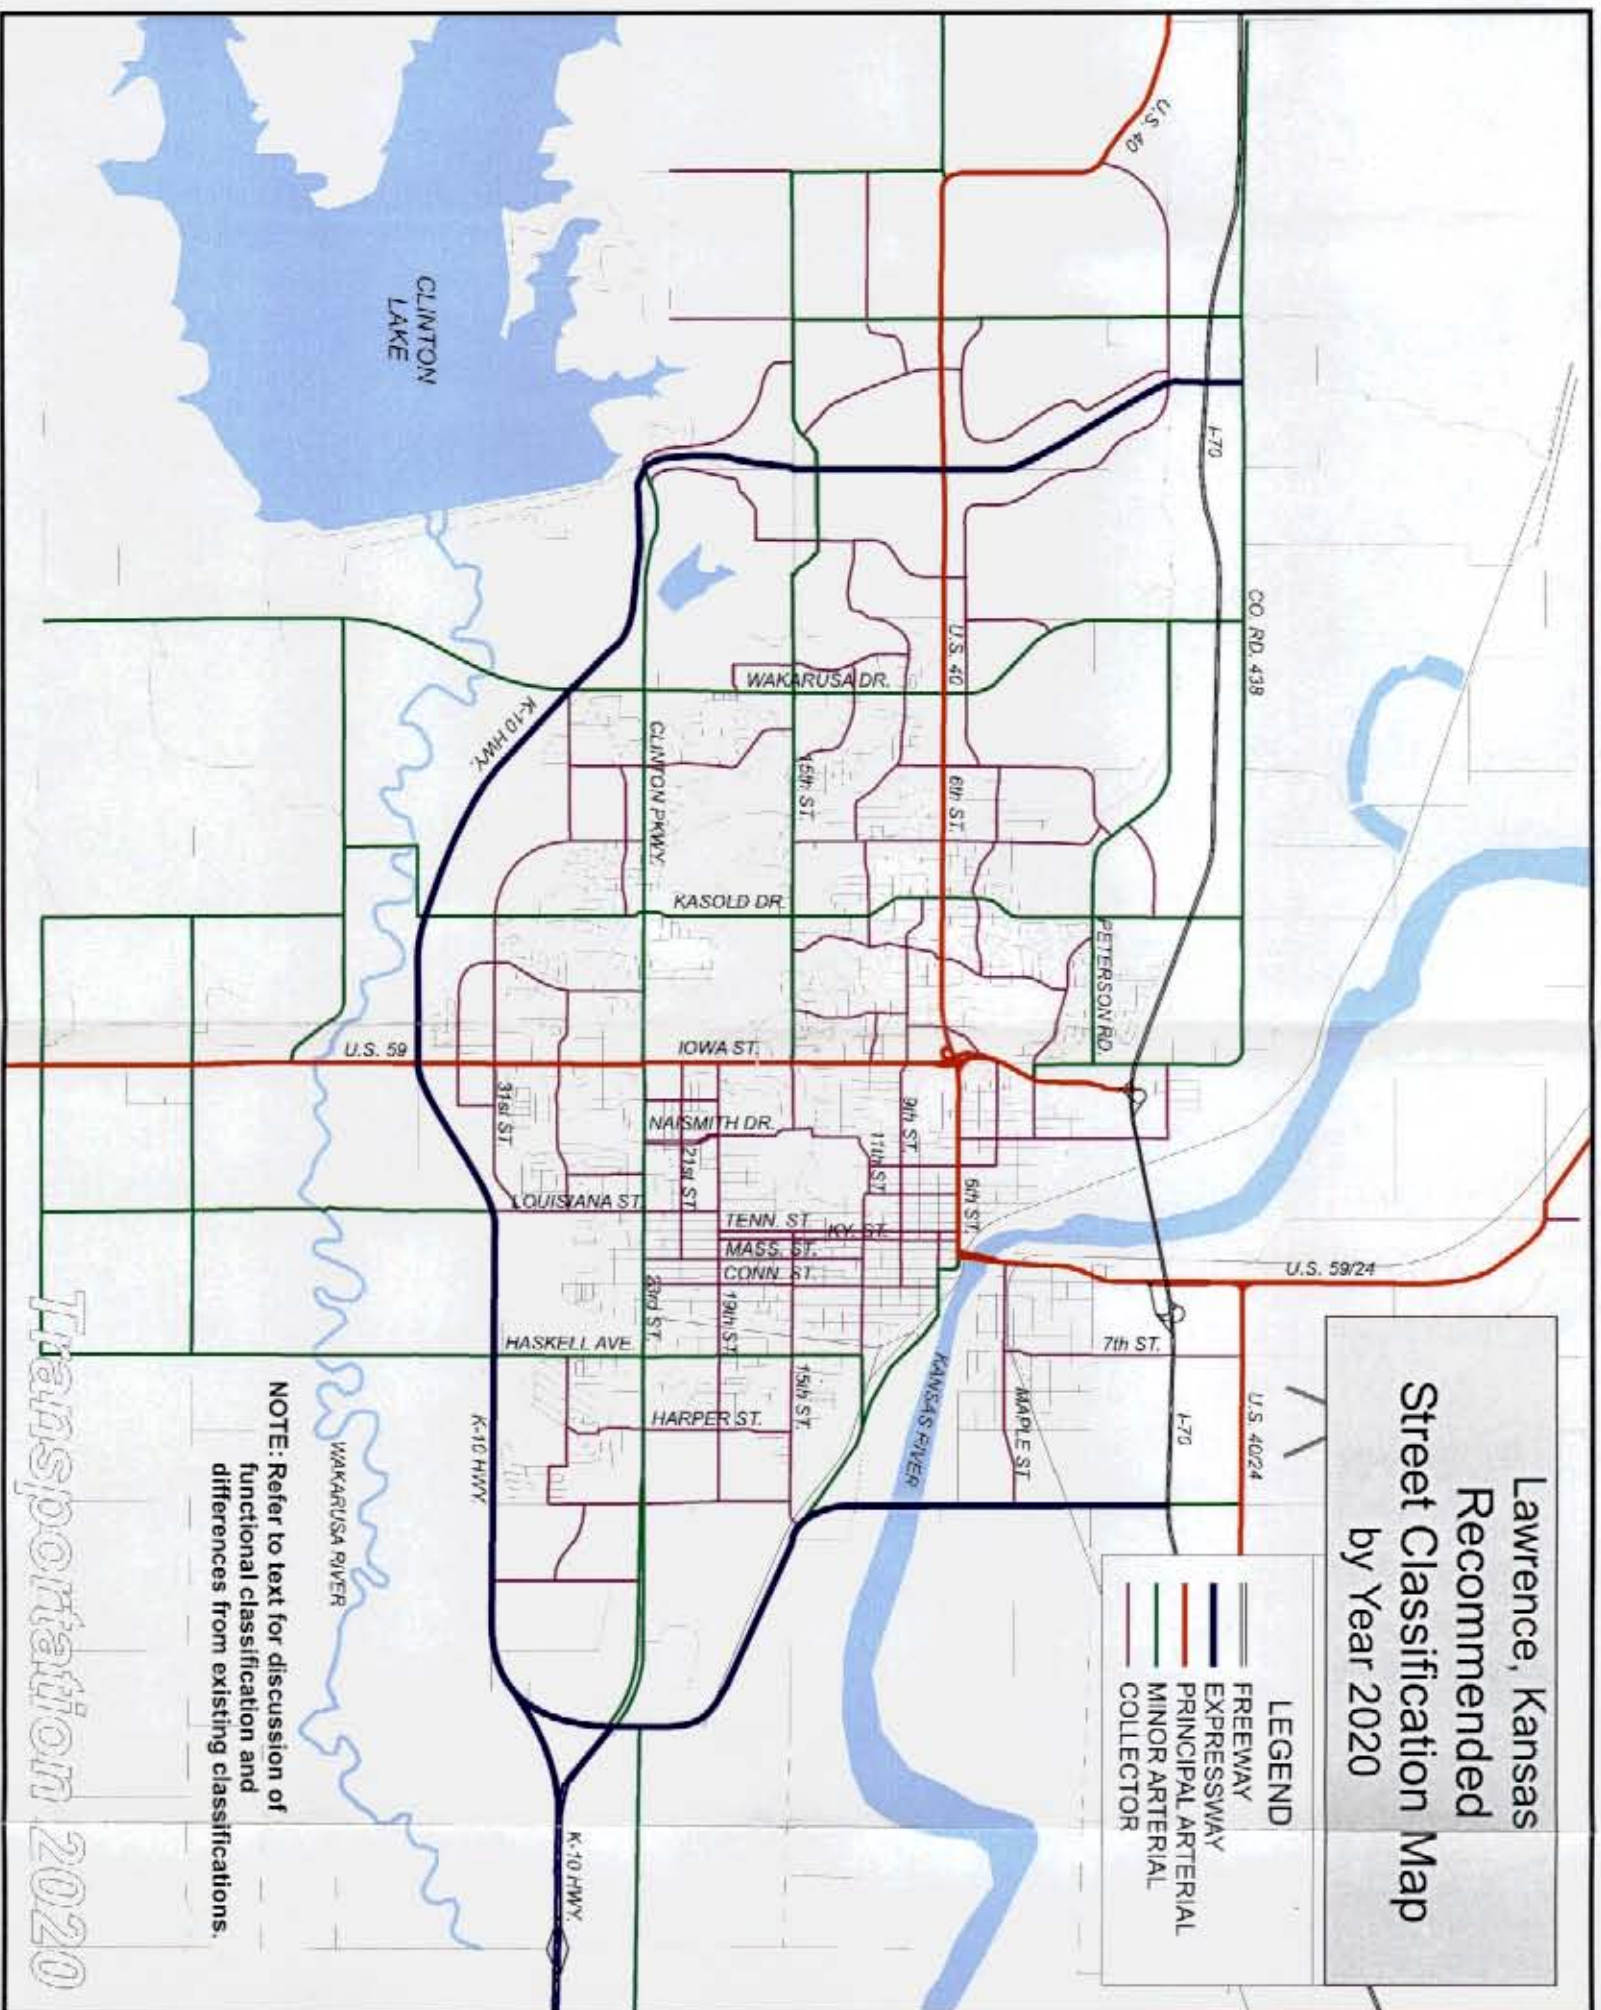 Lawrence, Kansas
Recommended
Street Classification Map
by Year 2020
LEGEND
FREEWAY
EXPRESSWAY
PRINCIPAL ARTERIAL
MINOR ARTERIAL
COLLECTOR
U.S. 40
I-70
CO. RD. 438
U.S. 40
6th ST.
WAKARUSA DR.
15th ST.
CLINTON PKWY.
K-10 HWY.
CLINTON
LAKE
KASOLD DR.
PETERSON RD.
U.S. 59
IOWA ST.
31st ST.
NAISMITH DR.
9th ST.
11th ST.
21st ST.
6th ST.
LOUISIANA ST.
TENN. ST.
KY. ST.
MASS. ST.
CONN. ST.
23rd ST.
19th ST.
U.S. 59/24
HASKELL AVE.
7th ST.
15th ST.
HARPER ST.
KANSAS RIVER
MAPLE ST
I-70
U.S. 40/24
K-10 HWY.
WAKARUSA RIVER
K-10 HWY.
NOTE: Refer to text for discussion of
functional classification and
differences from existing classifications.
Transportation 2020